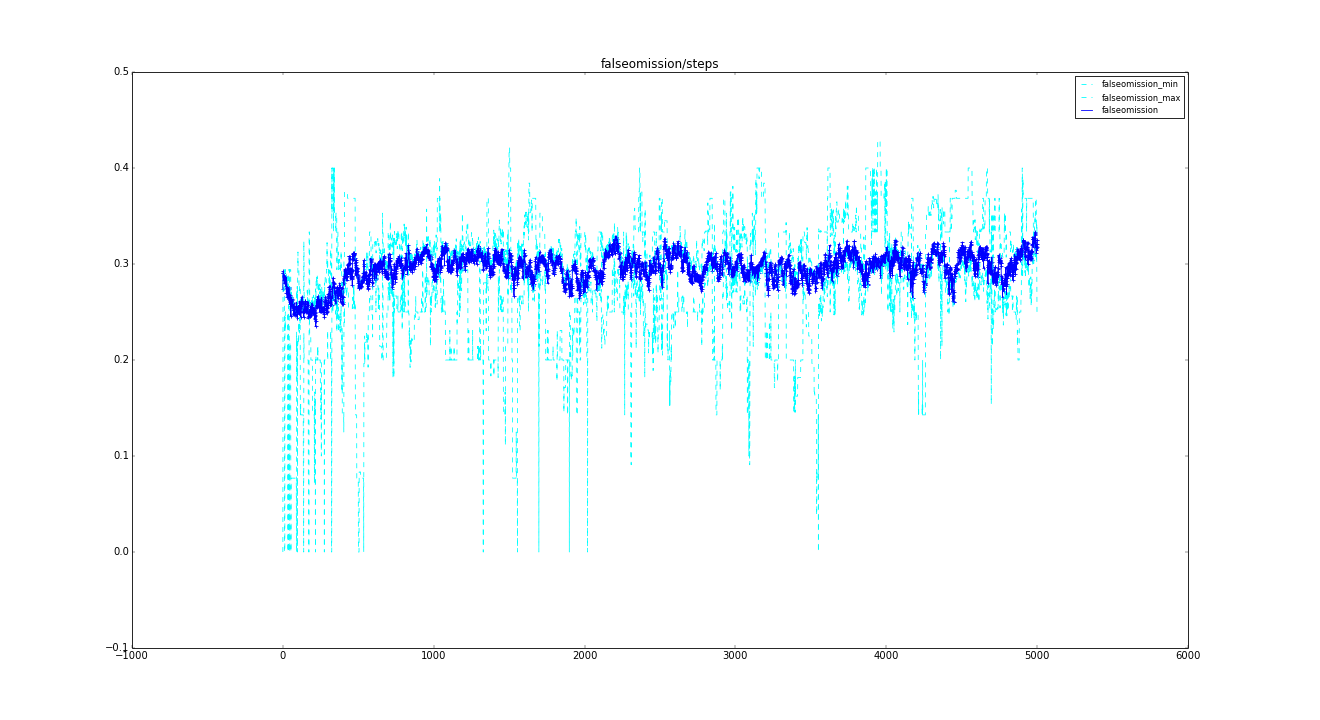 falseomission/steps
0.5
falseomission_min
falseomission_max
falseomission
0.4
0.3
0.2
0.1
0.0
−0.1
−1000 0 1000 2000 3000 4000 5000 6000